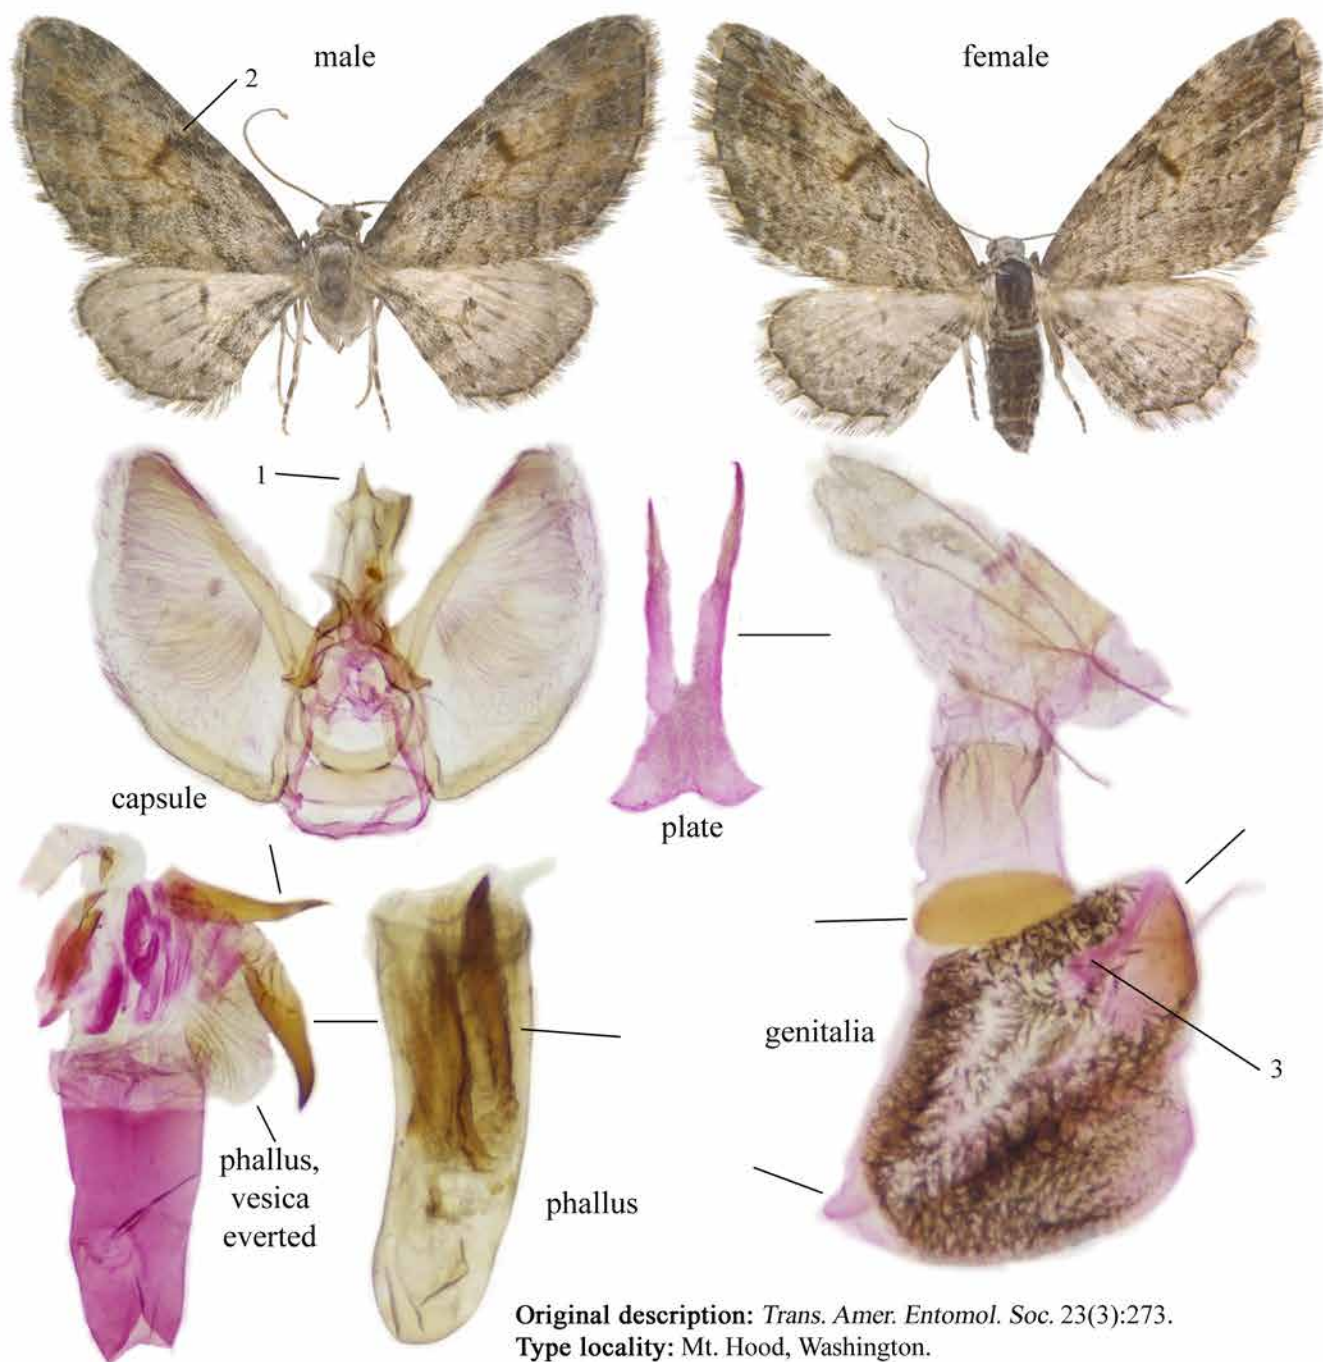 male
female
2
1
capsule
plate
genitalia
3
phallus,
vesica
everted
phallus
Original description: Trans. Amer. Entomol. Soc. 23(3):273.
Type locality: Mt. Hood, Washington.